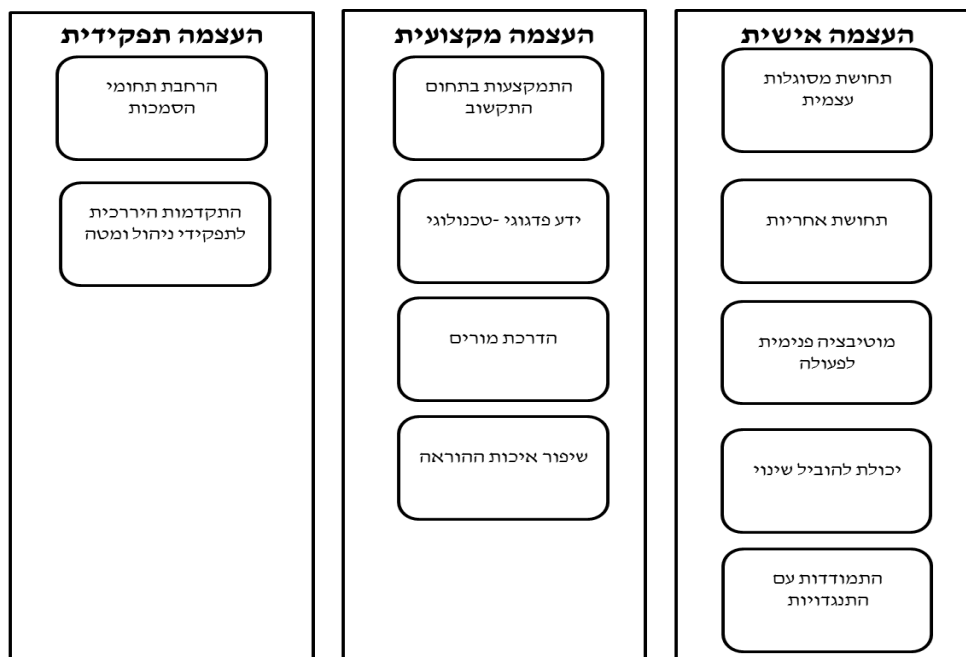 העצמה אישית
תחושת מסוגלות
עצמית
תחושת אחריות
מוטיבציה פנימית
לפעולה
יכולת להוביל שינוי
התמודדות עם
התנגדויות
העצמה מקצועית
התמקצעות בתחום
התקשוב
ידע פדגוגי -טכנולוגי
הדרכת מורים
שיפור איכות ההוראה
העצמה תפקידית
הרחבת תחומי
הסמכות
התקדמות היררכית
לתפקידי ניהול ומטה